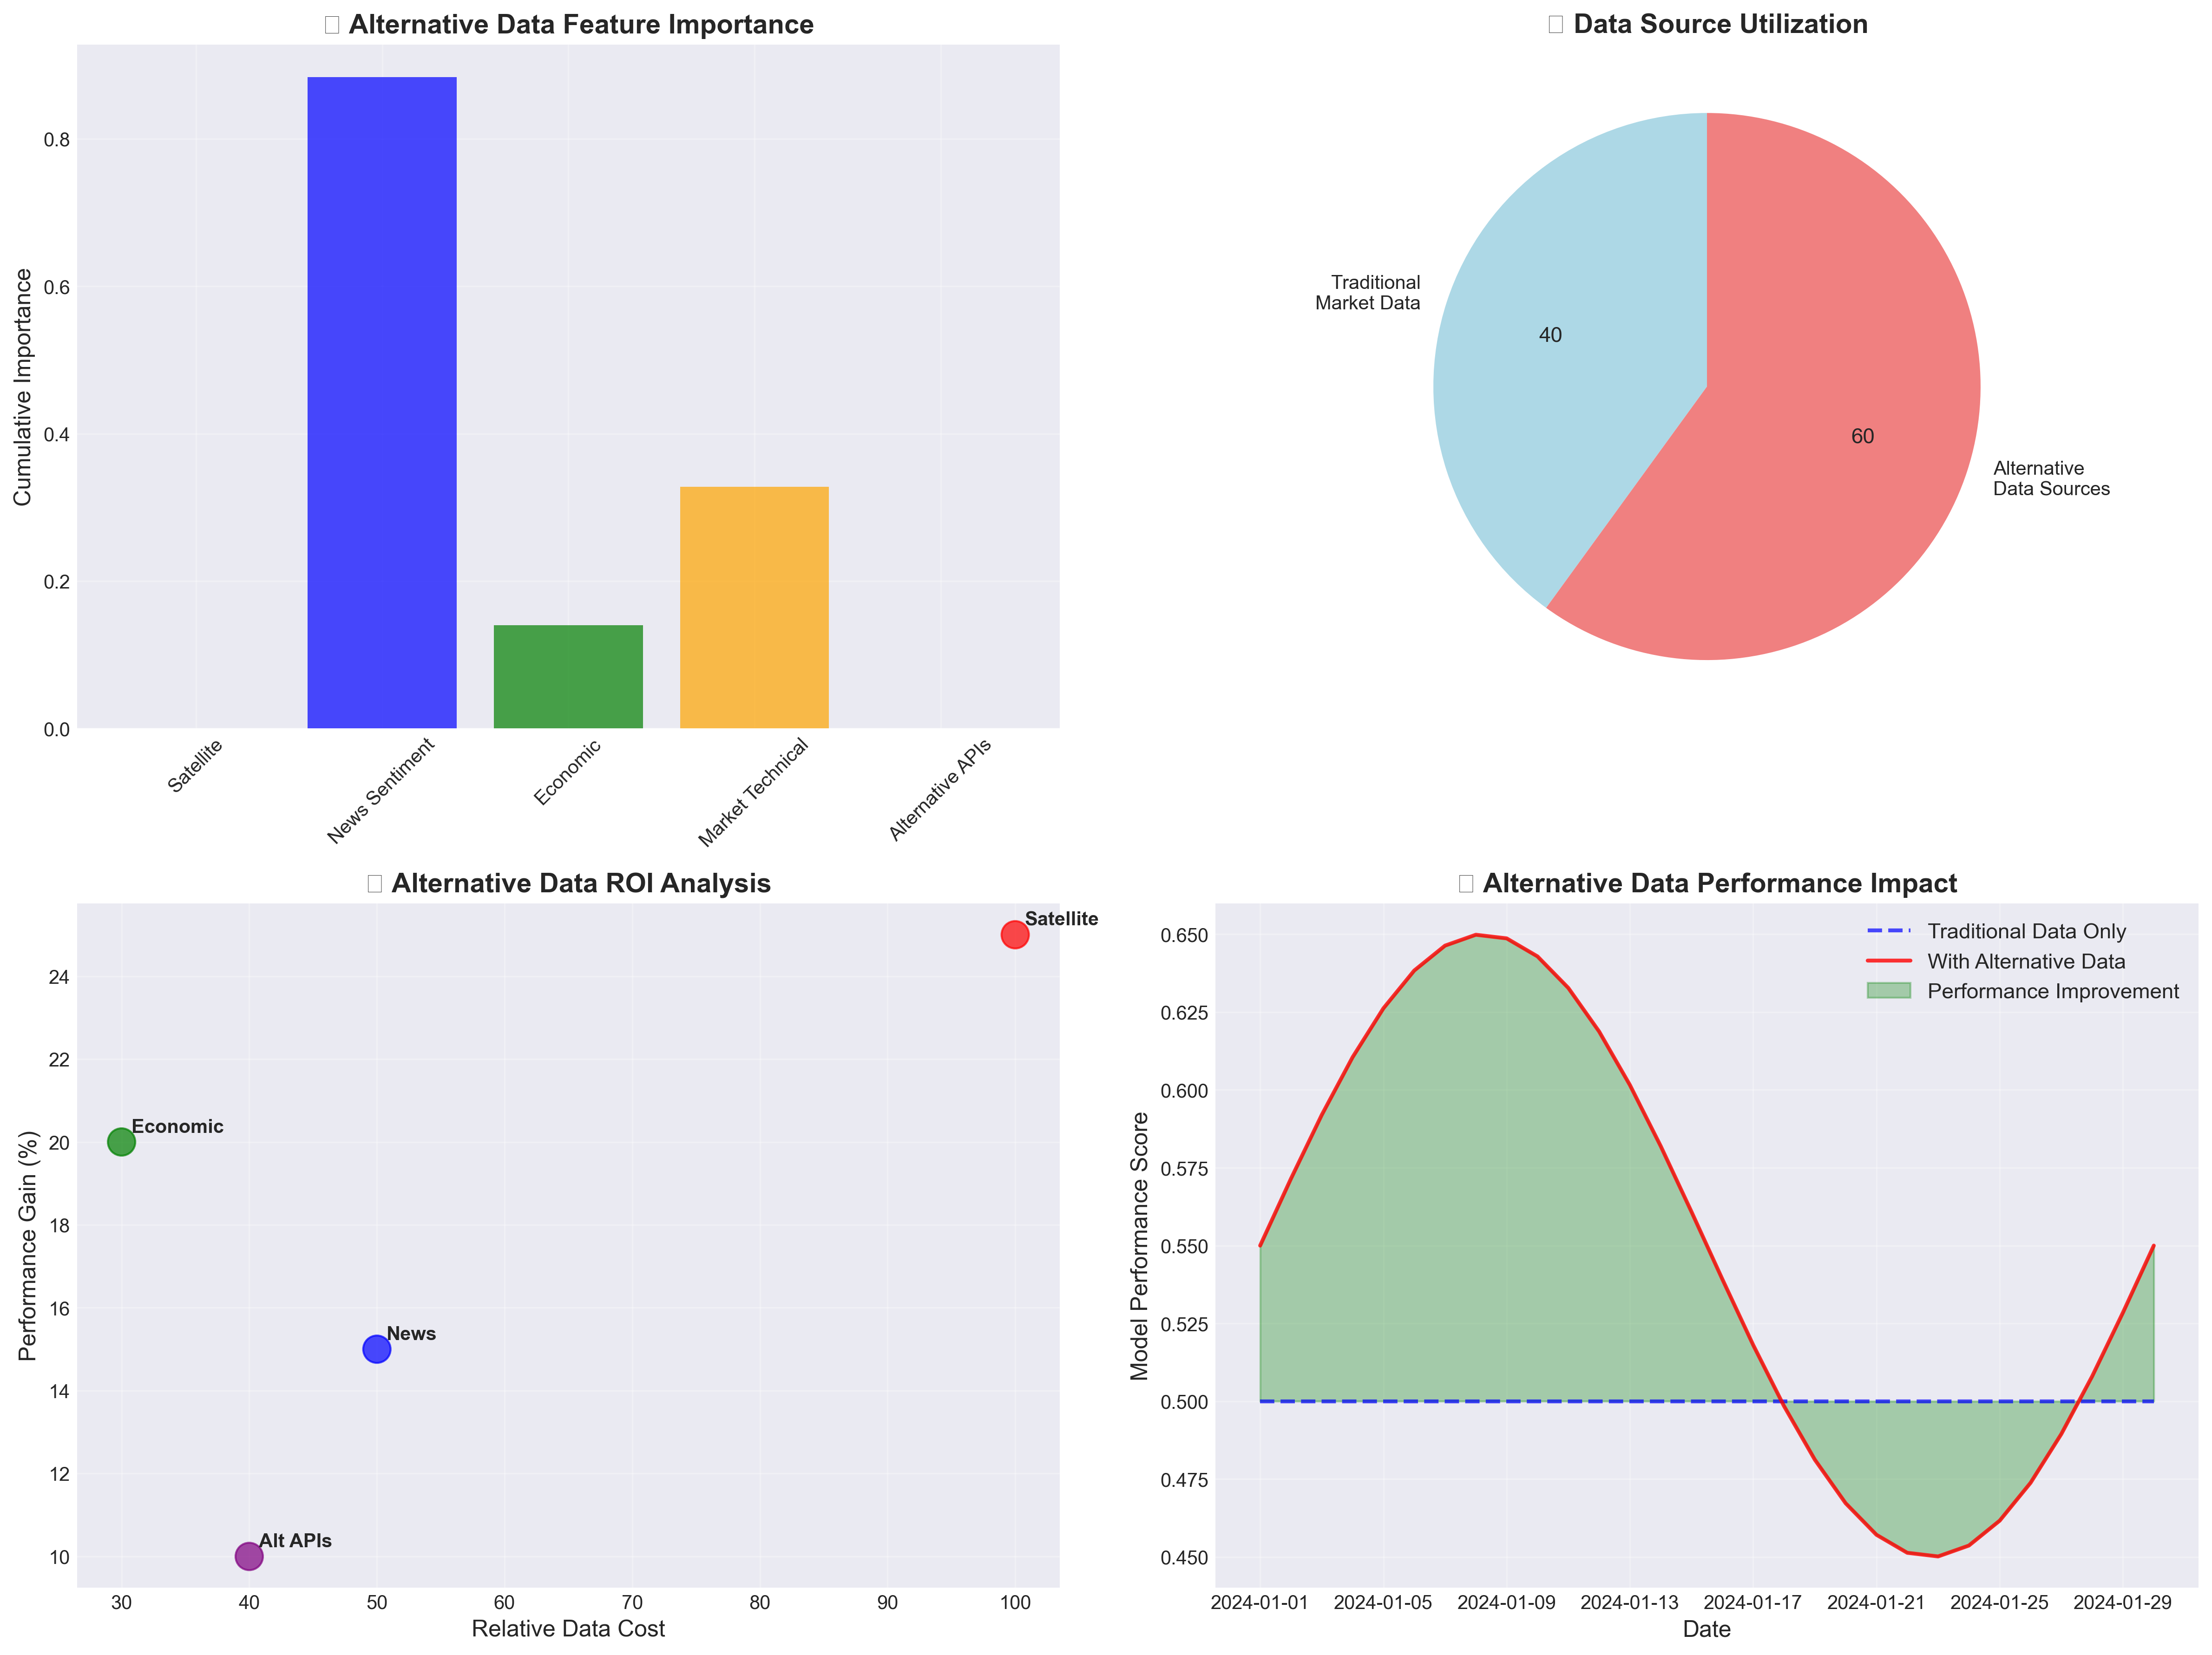 Alternative Data Feature Importance
Cumulative Importance
0.8
0.6
0.4
0.2
0.0
Satellite
News Sentiment
Economic
Market Technical
Alternative APIs
Data Source Utilization
Traditional
Market Data
40
60
Alternative
Data Sources
Alternative Data ROI Analysis
Performance Gain (%)
24
22
20
18
16
14
12
10
Satellite
Economic
News
Alt APIs
30
40
50
60
70
80
90
100
Relative Data Cost
Alternative Data Performance Impact
Model Performance Score
0.650
0.625
0.600
0.575
0.550
0.525
0.500
0.475
0.450
Traditional Data Only
With Alternative Data
Performance Improvement
2024-01-01
2024-01-05
2024-01-09
2024-01-13
2024-01-17
2024-01-21
2024-01-25
2024-01-29
Date